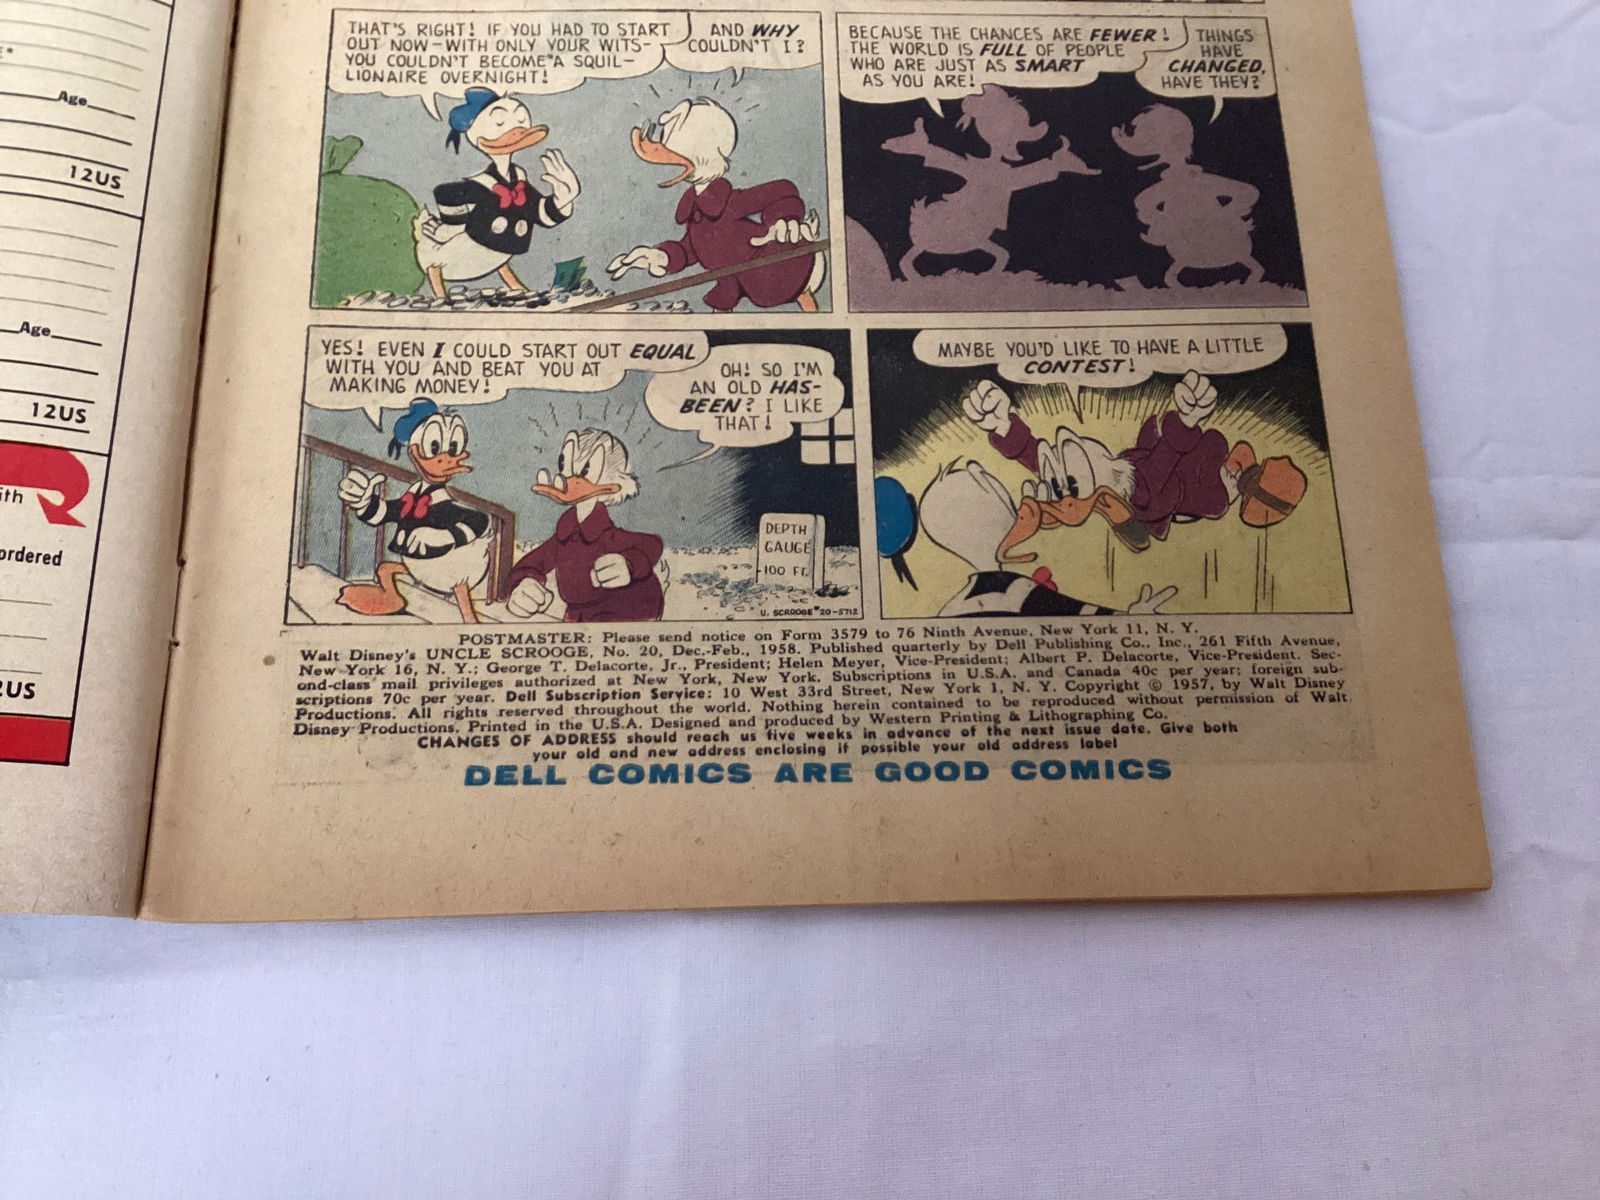 Age
12US
Age
12US
ith
ordered
2US
THAT'S RIGHT! IF YOU HAD TO START
OUT NOW—WITH ONLY YOUR WITS—
YOU COULDN'T BECOME A SQUIL-
LIONAIRE OVERNIGHT!
AND WHY
COULDN'T I?
BECAUSE THE CHANCES ARE FEWER!
THE WORLD IS FULL OF PEOPLE
WHO ARE JUST AS SMART
AS YOU ARE!
THINGS
HAVE
CHANGED,
HAVE THEY?
YES! EVEN I COULD START OUT EQUAL
WITH YOU AND BEAT YOU AT
MAKING MONEY!
OH! SO I'M
AN OLD HAS-
BEEN? I LIKE
THAT!
DEPTH
GAUGE
100 FT.
U. SCROOGE #20-5712
MAYBE YOU'D LIKE TO HAVE A LITTLE
CONTEST!
POSTMASTER: Please send notice on Form 3579 to 76 Ninth Avenue, New York 11, N. Y.
Walt Disney's UNCLE SCROOGE, No. 20, Dec.-Feb., 1958. Published quarterly by Dell Publishing Co., Inc., 261 Fifth Avenue,
New York 16, N. Y.; George T. Delacorte, Jr., President; Helen Meyer, Vice-President; Albert P. Delacorte, Vice-President. Sec-
ond-class mail privileges authorized at New York, New York. Subscriptions in U.S.A. and Canada 40c per year; foreign sub-
scriptions 70c per year. Dell Subscription Service: 10 West 33rd Street, New York 1, N. Y. Copyright © 1957, by Walt Disney
Productions. All rights reserved throughout the world. Nothing herein contained to be reproduced without permission of Walt
Disney Productions. Printed in the U.S.A. Designed and produced by Western Printing & Lithographing Co.
CHANGES OF ADDRESS should reach us five weeks in advance of the next issue date. Give both
your old and new address enclosing if possible your old address label
DELL COMICS ARE GOOD COMICS